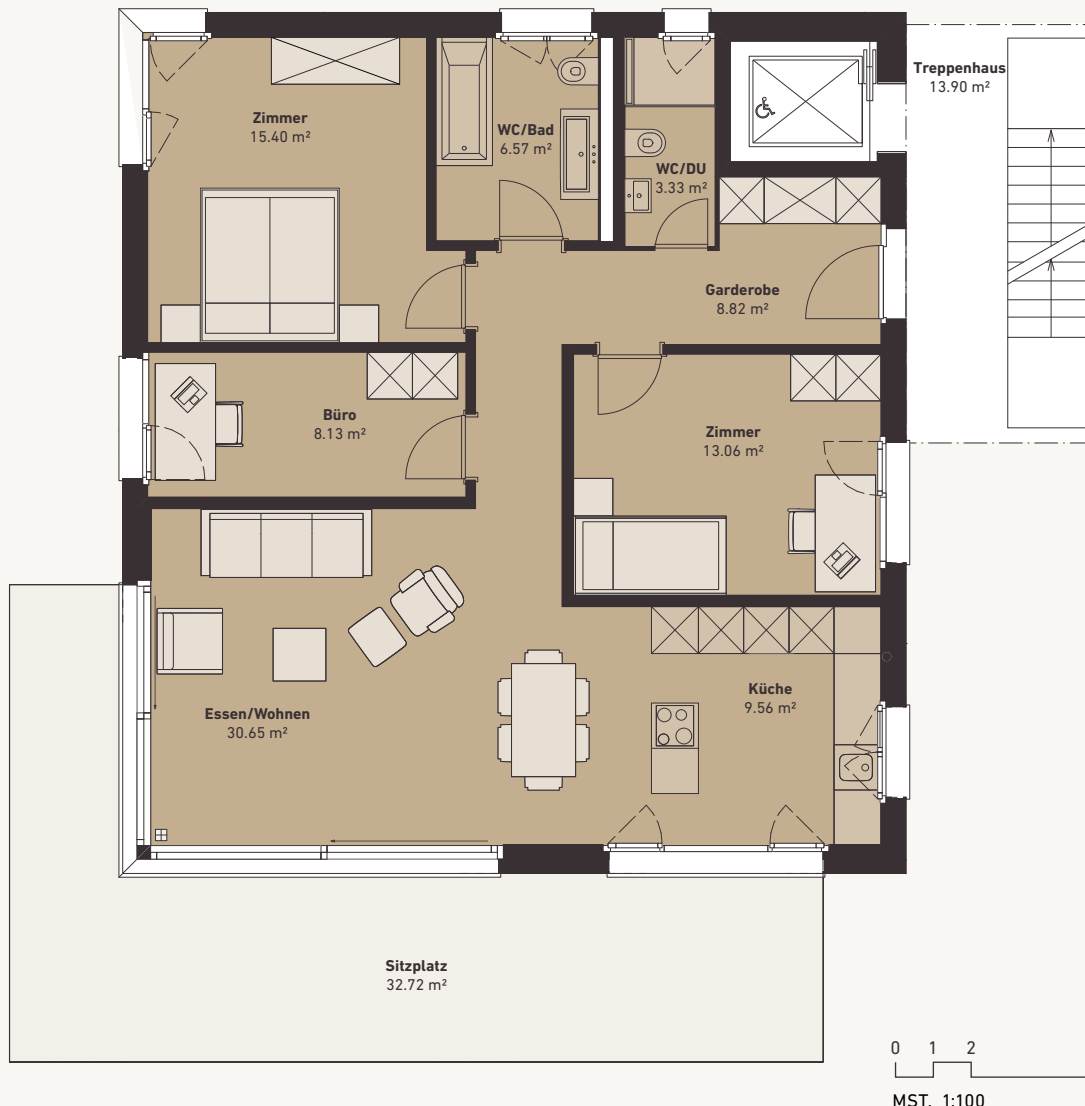 Treppenhaus
13.90 m²
Zimmer
15.40 m²
WC/Bad
6.57 m²
WC/DU
3.33 m²
Garderobe
8.82 m²
Büro
8.13 m²
Zimmer
13.06 m²
Essen/Wohnen
30.65 m²
Küche
9.56 m²
Sitzplatz
32.72 m²
0 1 2
MST. 1:100